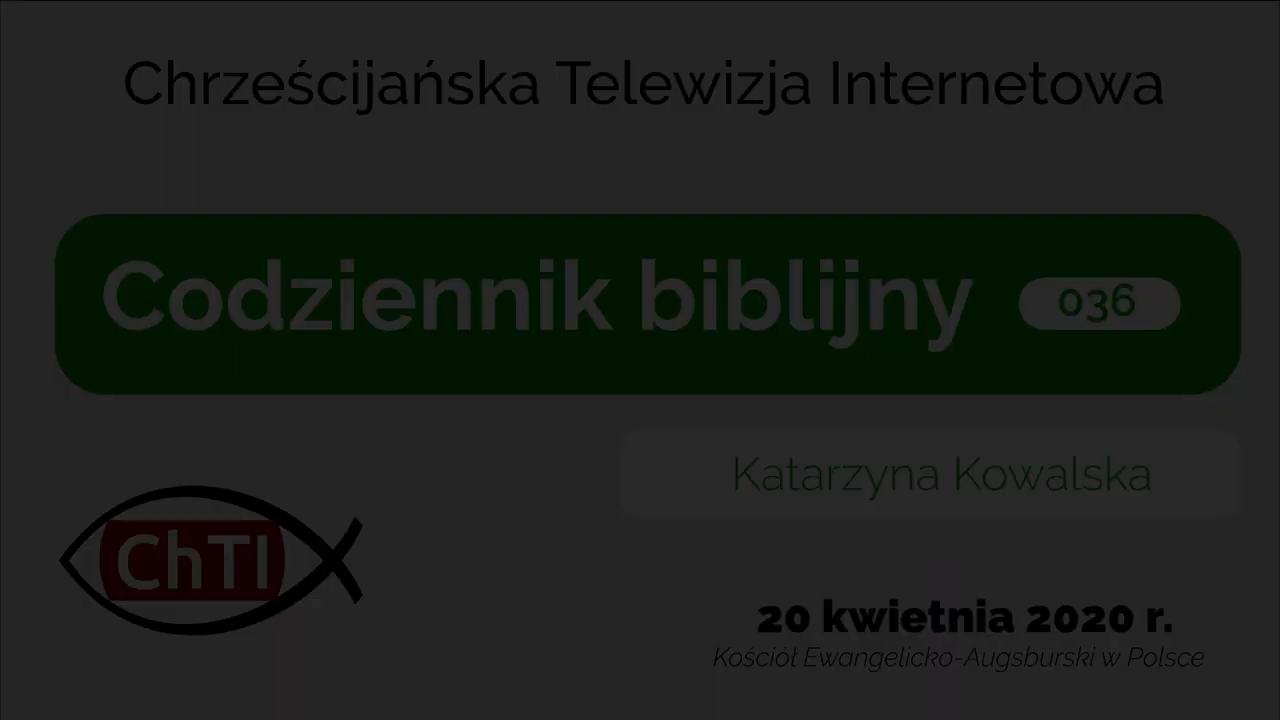 Chrześcijańska Telewizja Internetowa
Codziennik biblijny 036
Katarzyna Kowalska
ChTI
20 kwietnia 2020 r.
Kościół Ewangelicko-Augsburski w Polsce